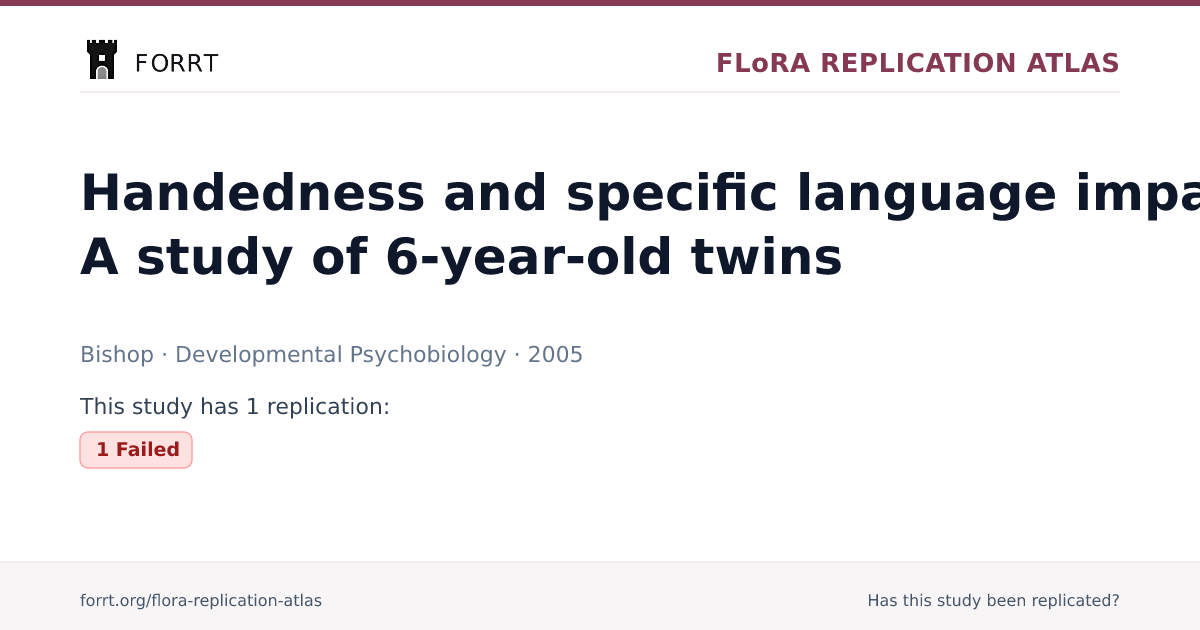 FORRT
FLoRA REPLICATION ATLAS
Handedness and specific language impa
A study of 6-year-old twins
Bishop · Developmental Psychobiology · 2005
This study has 1 replication:
1 Failed
forrt.org/flora-replication-atlas
Has this study been replicated?